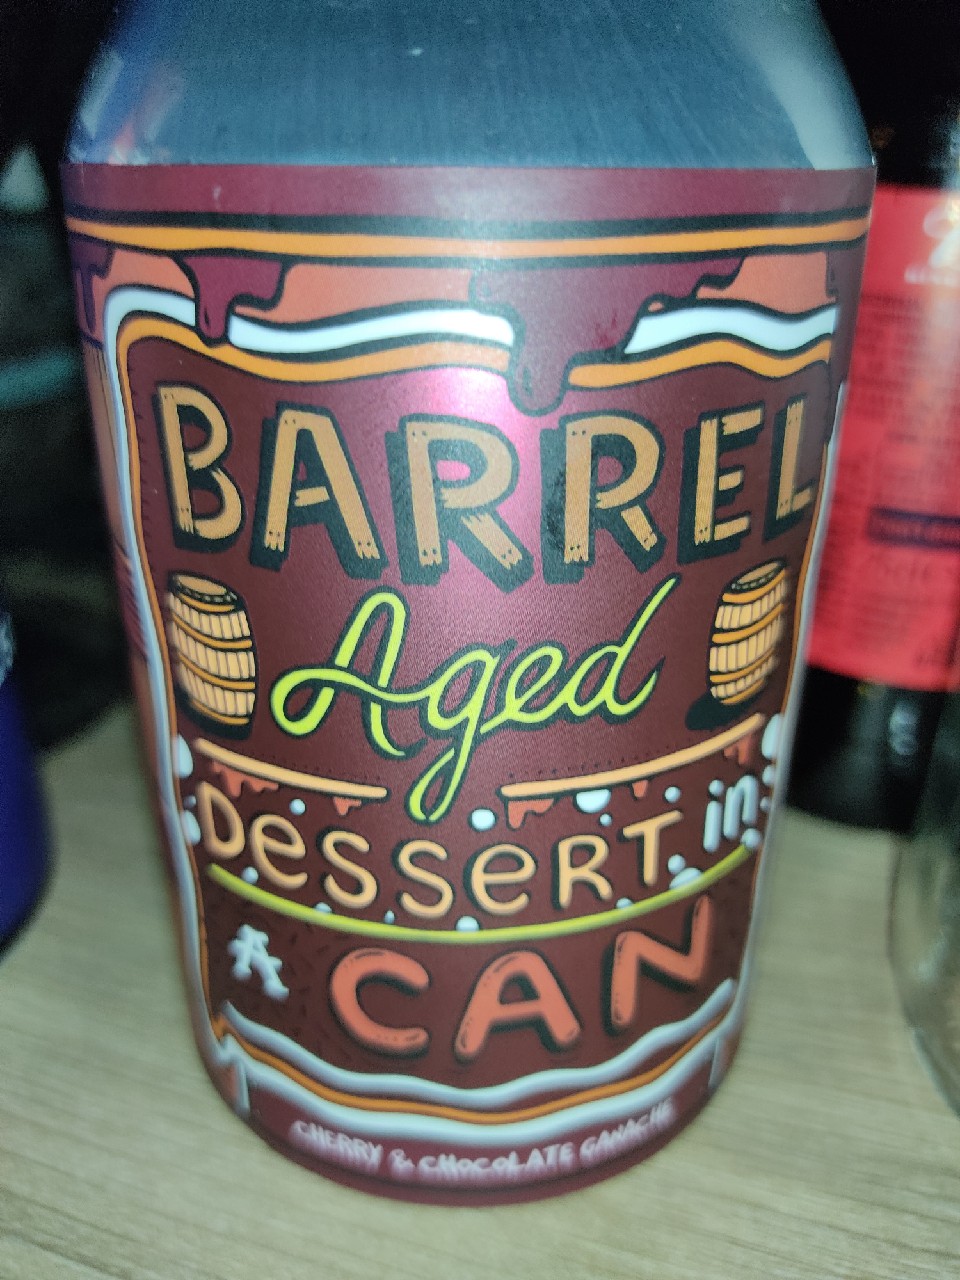 BARREL
Aged
DESSERT in
A CAN
CHERRY & CHOCOLATE GANACHE